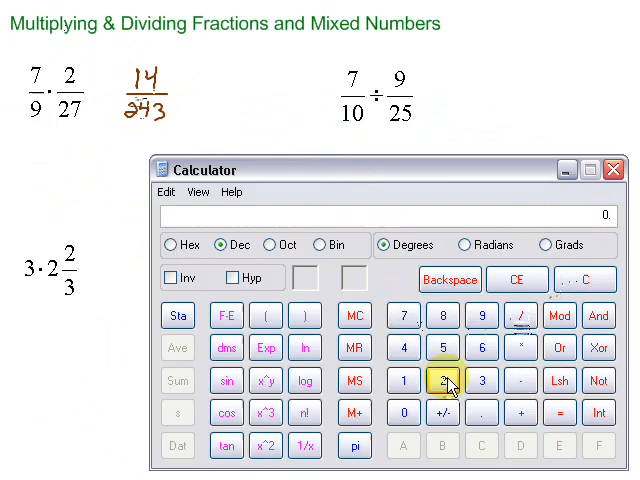 Multiplying & Dividing Fractions and Mixed Numbers
7/9 · 2/27
14/243
7/10 ÷ 9/25
3 · 2 2/3
Calculator
Edit View Help
0.
Hex Dec Oct Bin Degrees Radians Grads
Inv Hyp Backspace CE C
Sta F-E ( ) MC 7 8 9 / Mod And
Ave dms Exp ln MR 4 5 6 * Or Xor
Sum sin x^y log MS 1 2 3 - Lsh Not
s cos x^3 n! M+ 0 +/- . + = Int
Dat tan x^2 1/x pi A B C D E F